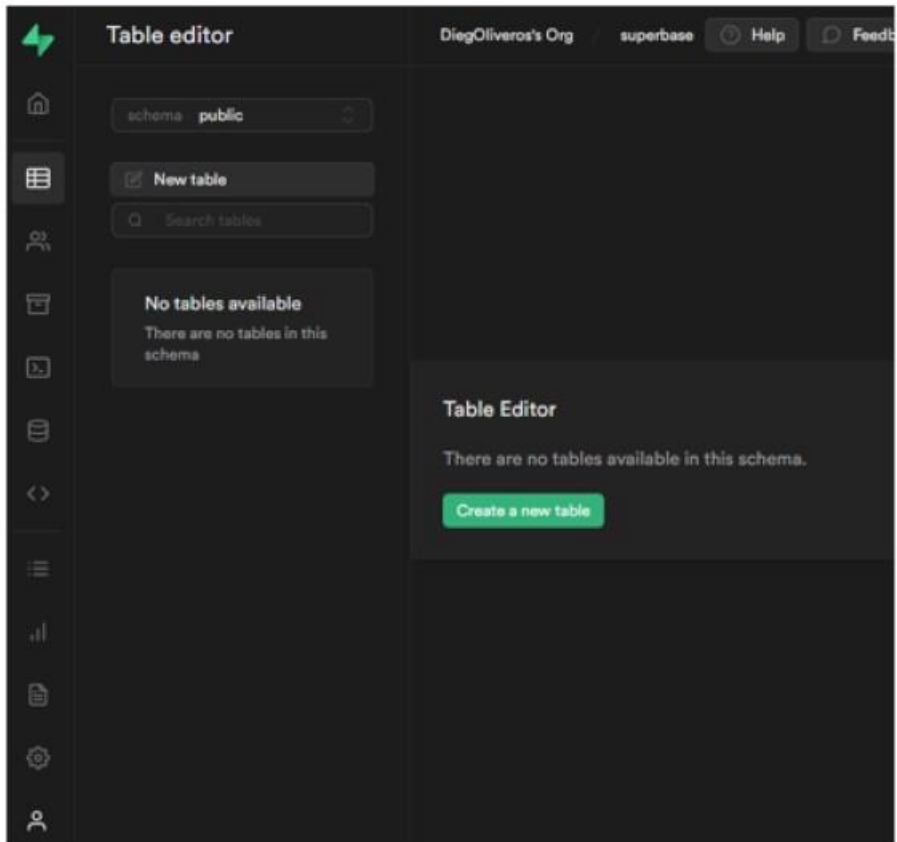 Table editor
DiegOliveros's Org / superbase Help Feedb
schema public
New table
Search tables
No tables available
There are no tables in this
schema
Table Editor
There are no tables available in this schema.
Create a new table